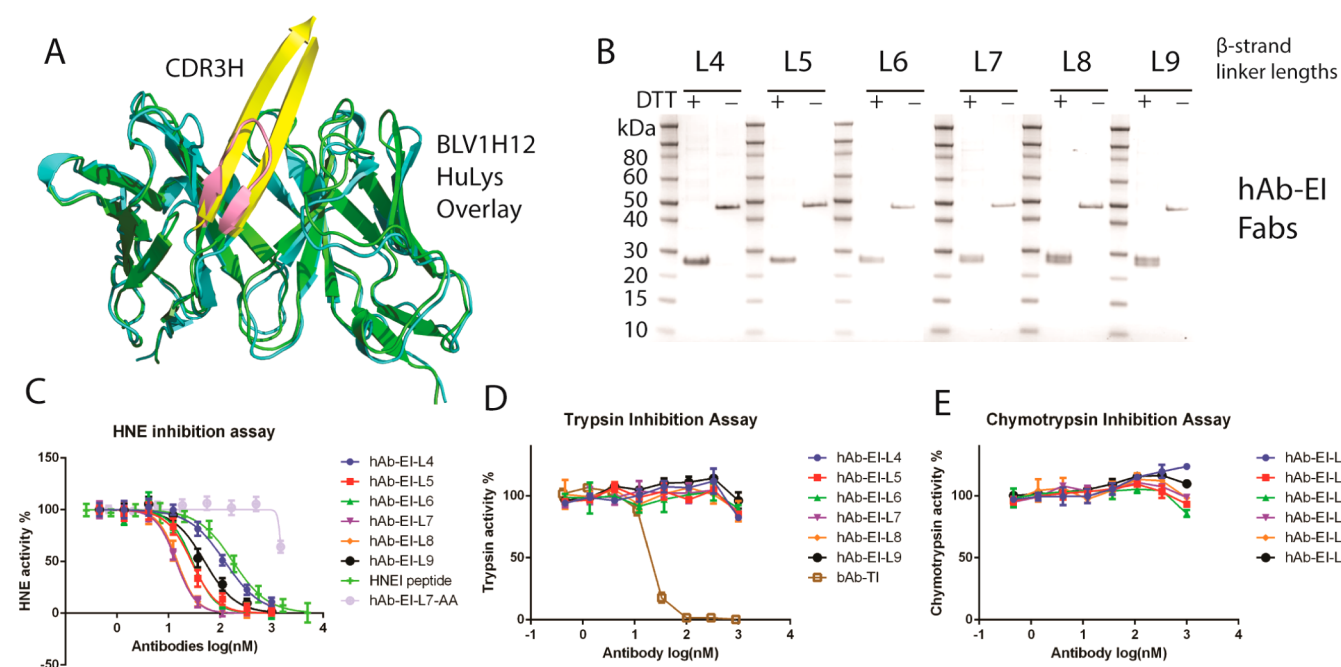 A
CDR3H
BLV1H12
HuLys
Overlay
B
L4 L5 L6 L7 L8 L9
β-strand
linker lengths
DTT + − + − + − + − + − + −
kDa
80
60
50
40
30
20
15
10
hAb-EI
Fabs
C
HNE inhibition assay
HNE activity %
150
100
50
0
-50
0 1 2 3 4
Antibodies log(nM)
hAb-EI-L4
hAb-EI-L5
hAb-EI-L6
hAb-EI-L7
hAb-EI-L8
hAb-EI-L9
HNEI peptide
hAb-EI-L7-AA
D
Trypsin Inhibition Assay
Trypsin activity %
100
50
0
-1 0 1 2 3 4
Antibody log(nM)
hAb-EI-L4
hAb-EI-L5
hAb-EI-L6
hAb-EI-L7
hAb-EI-L8
hAb-EI-L9
bAb-TI
E
Chymotrypsin Inhibition Assay
Chymotrypsin activity %
100
50
0
-1 0 1 2 3 4
Antibody log(nM)
hAb-EI-L
hAb-EI-L
hAb-EI-L
hAb-EI-L
hAb-EI-L
hAb-EI-L